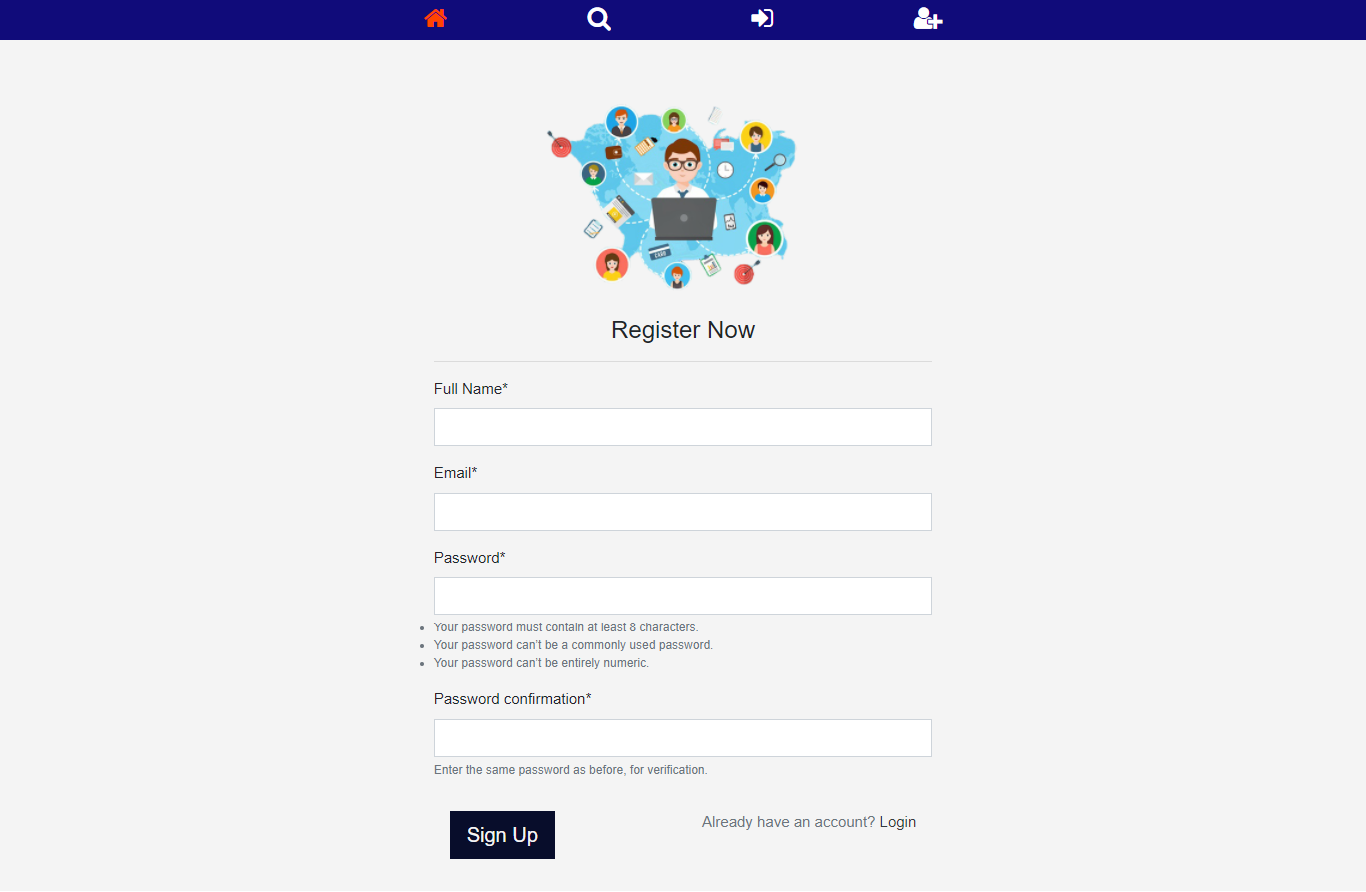 Register Now
Full Name*
Email*
Password*
Your password must contain at least 8 characters.
Your password can't be a commonly used password.
Your password can't be entirely numeric.
Password confirmation*
Enter the same password as before, for verification.
Sign Up
Already have an account? Login